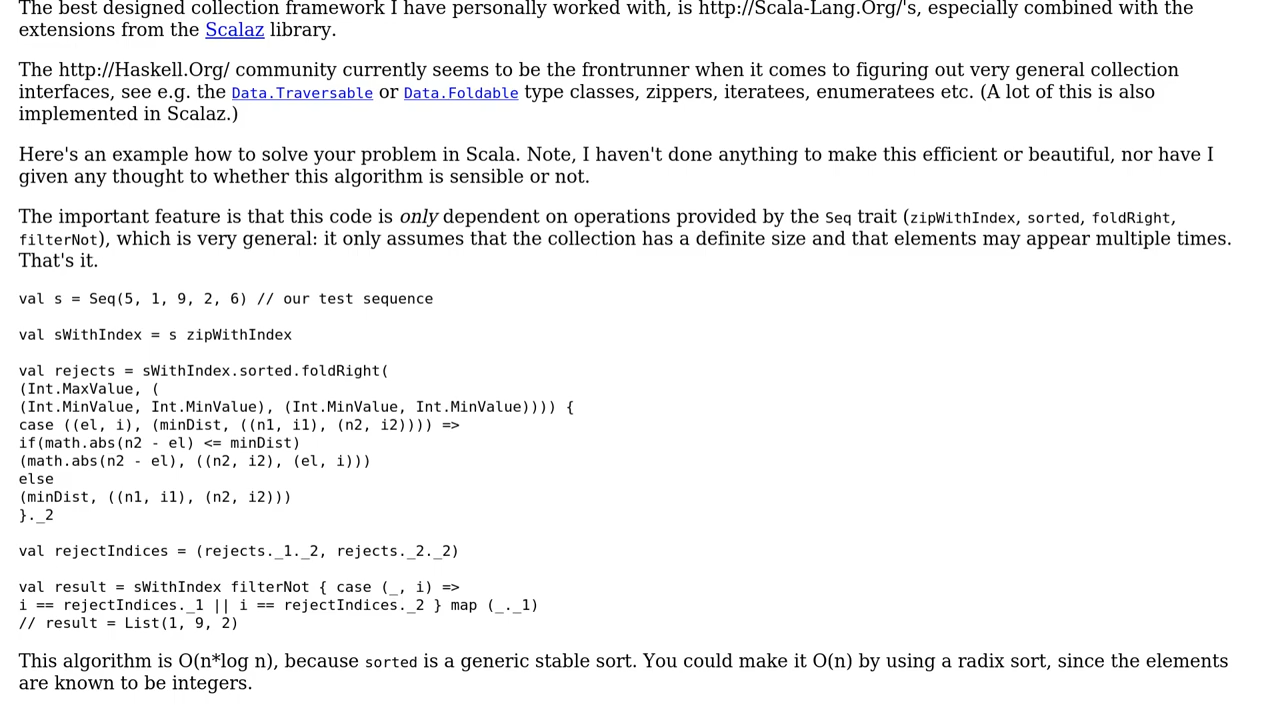 The best designed collection framework I have personally worked with, is http://Scala-Lang.Org/'s, especially combined with the
extensions from the Scalaz library.
The http://Haskell.Org/ community currently seems to be the frontrunner when it comes to figuring out very general collection
interfaces, see e.g. the Data.Traversable or Data.Foldable type classes, zippers, iteratees, enumeratees etc. (A lot of this is also
implemented in Scalaz.)
Here's an example how to solve your problem in Scala. Note, I haven't done anything to make this efficient or beautiful, nor have I
given any thought to whether this algorithm is sensible or not.
The important feature is that this code is only dependent on operations provided by the Seq trait (zipWithIndex, sorted, foldRight,
filterNot), which is very general: it only assumes that the collection has a definite size and that elements may appear multiple times.
That's it.
val s = Seq(5, 1, 9, 2, 6) // our test sequence
val sWithIndex = s zipWithIndex
val rejects = sWithIndex.sorted.foldRight(
(Int.MaxValue, (
(Int.MinValue, Int.MinValue), (Int.MinValue, Int.MinValue)))) {
case ((el, i), (minDist, ((n1, i1), (n2, i2)))) =>
if(math.abs(n2 - el) <= minDist)
(math.abs(n2 - el), ((n2, i2), (el, i)))
else
(minDist, ((n1, i1), (n2, i2)))
}._2
val rejectIndices = (rejects._1._2, rejects._2._2)
val result = sWithIndex filterNot { case (_, i) =>
i == rejectIndices._1 || i == rejectIndices._2 } map (_._1)
// result = List(1, 9, 2)
This algorithm is O(n*log n), because sorted is a generic stable sort. You could make it O(n) by using a radix sort, since the elements
are known to be integers.